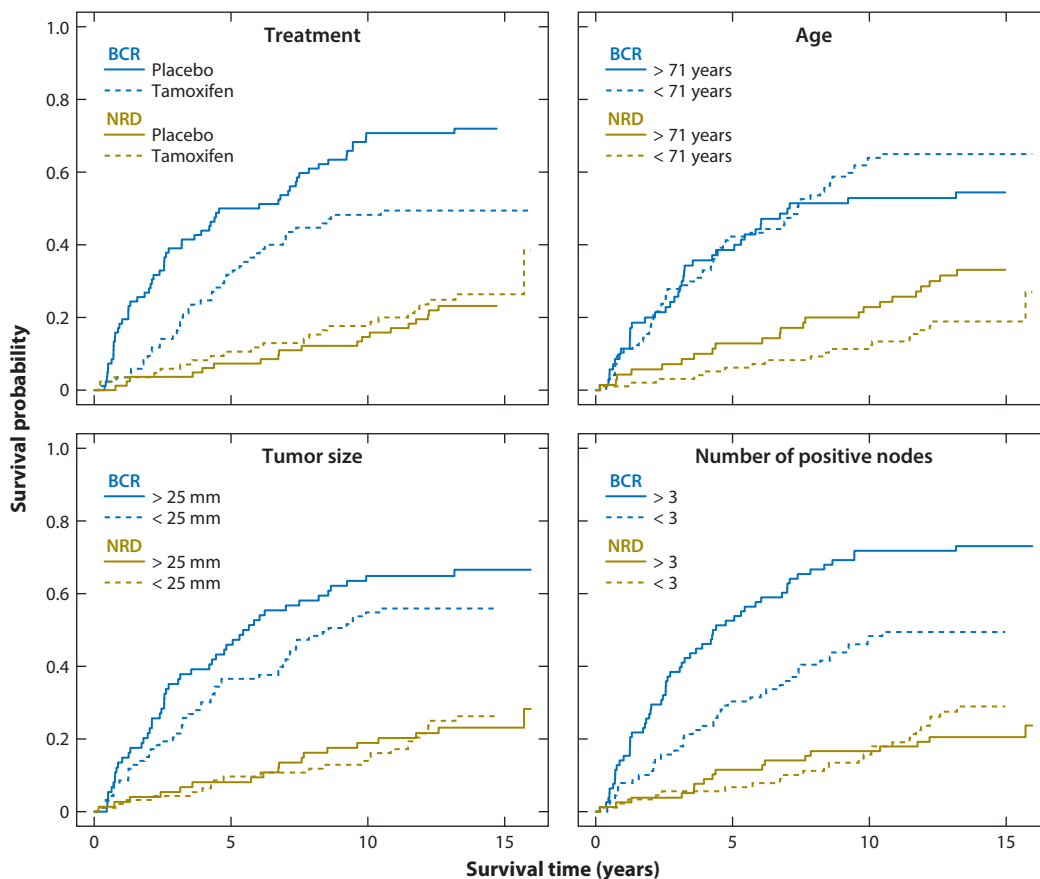 Treatment
BCR
Placebo
Tamoxifen
NRD
Placebo
Tamoxifen
1.0
0.8
0.6
0.4
0.2
0
Age
BCR
> 71 years
< 71 years
NRD
> 71 years
< 71 years
Survival probability
Tumor size
BCR
> 25 mm
< 25 mm
NRD
> 25 mm
< 25 mm
1.0
0.8
0.6
0.4
0.2
0
0 5 10 15
Number of positive nodes
BCR
> 3
< 3
NRD
> 3
< 3
0 5 10 15
Survival time (years)